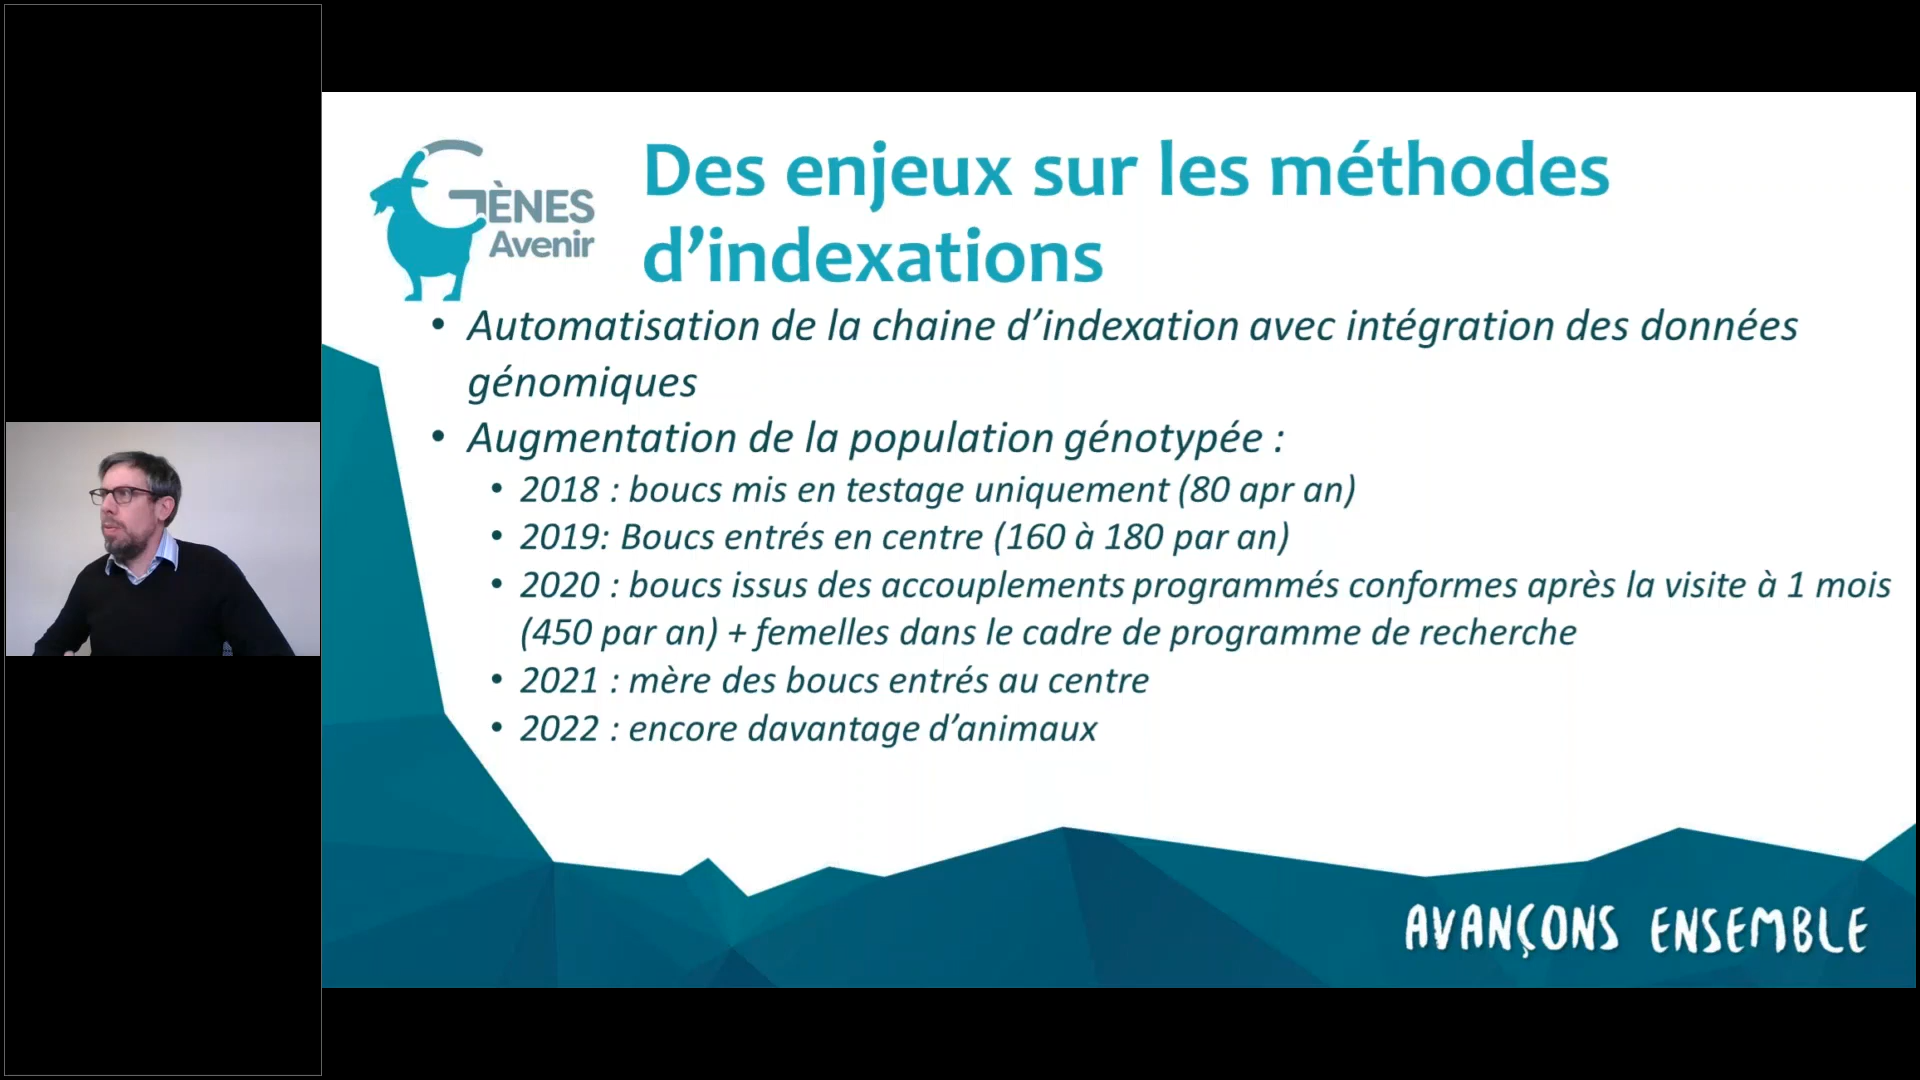 GÈNES
Avenir
Des enjeux sur les méthodes
d’indexations
• Automatisation de la chaine d’indexation avec intégration des données
génomiques
• Augmentation de la population génotypée :
• 2018 : boucs mis en testage uniquement (80 apr an)
• 2019: Boucs entrés en centre (160 à 180 par an)
• 2020 : boucs issus des accouplements programmés conformes après la visite à 1 mois
(450 par an) + femelles dans le cadre de programme de recherche
• 2021 : mère des boucs entrés au centre
• 2022 : encore davantage d’animaux
AVANÇONS ENSEMBLE